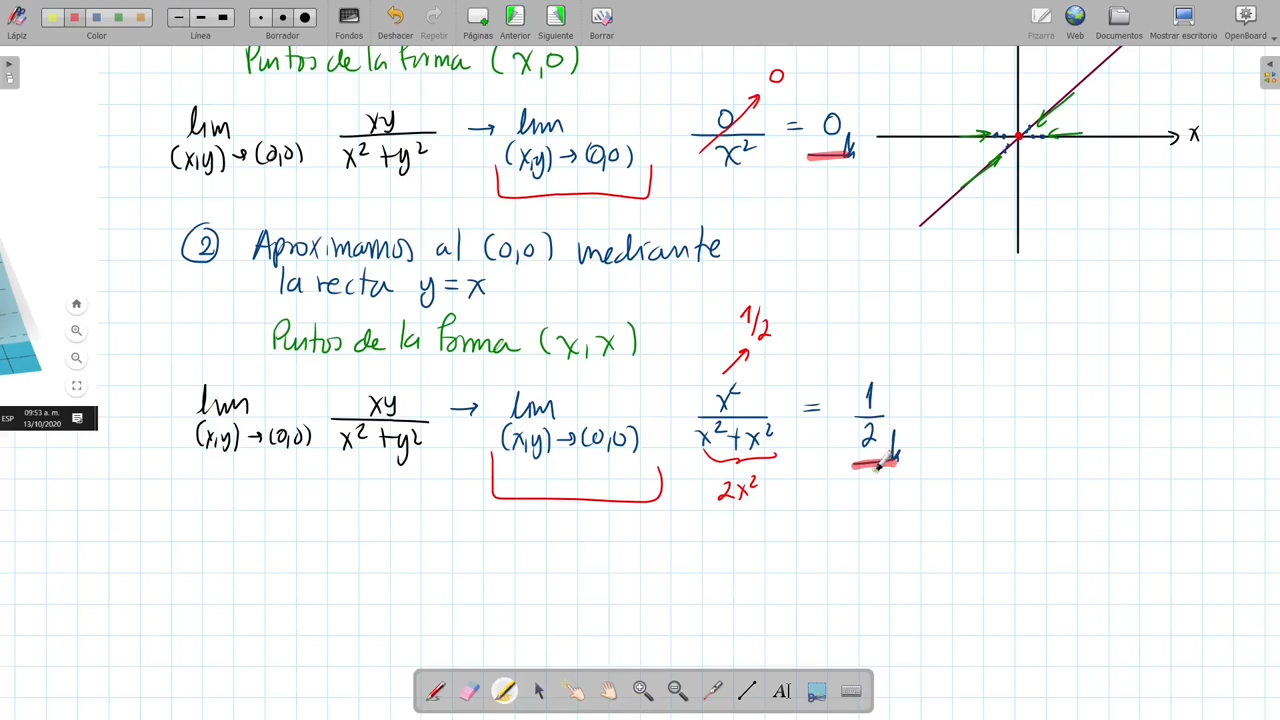 Lápiz Color Línea Borrador Fondos Deshacer Repetir Páginas Anterior Siguiente Borrar Pizarra Web Documentos Mostrar escritorio Configuración
Puntos de la forma (x,0)
0
lim (x,y)→(0,0) xy/(x²+y²) → lim (x,y)→(0,0) 0/x² = 0
x
② Aproximamos al (0,0) mediante
la recta y = x
1/2
Puntos de la forma (x,x)
lim (x,y)→(0,0) xy/(x²+y²) → lim (x,y)→(0,0) x²/(x²+x²) = 1/2
2x²
ESP 09:53 a. m.
13/10/2020
A